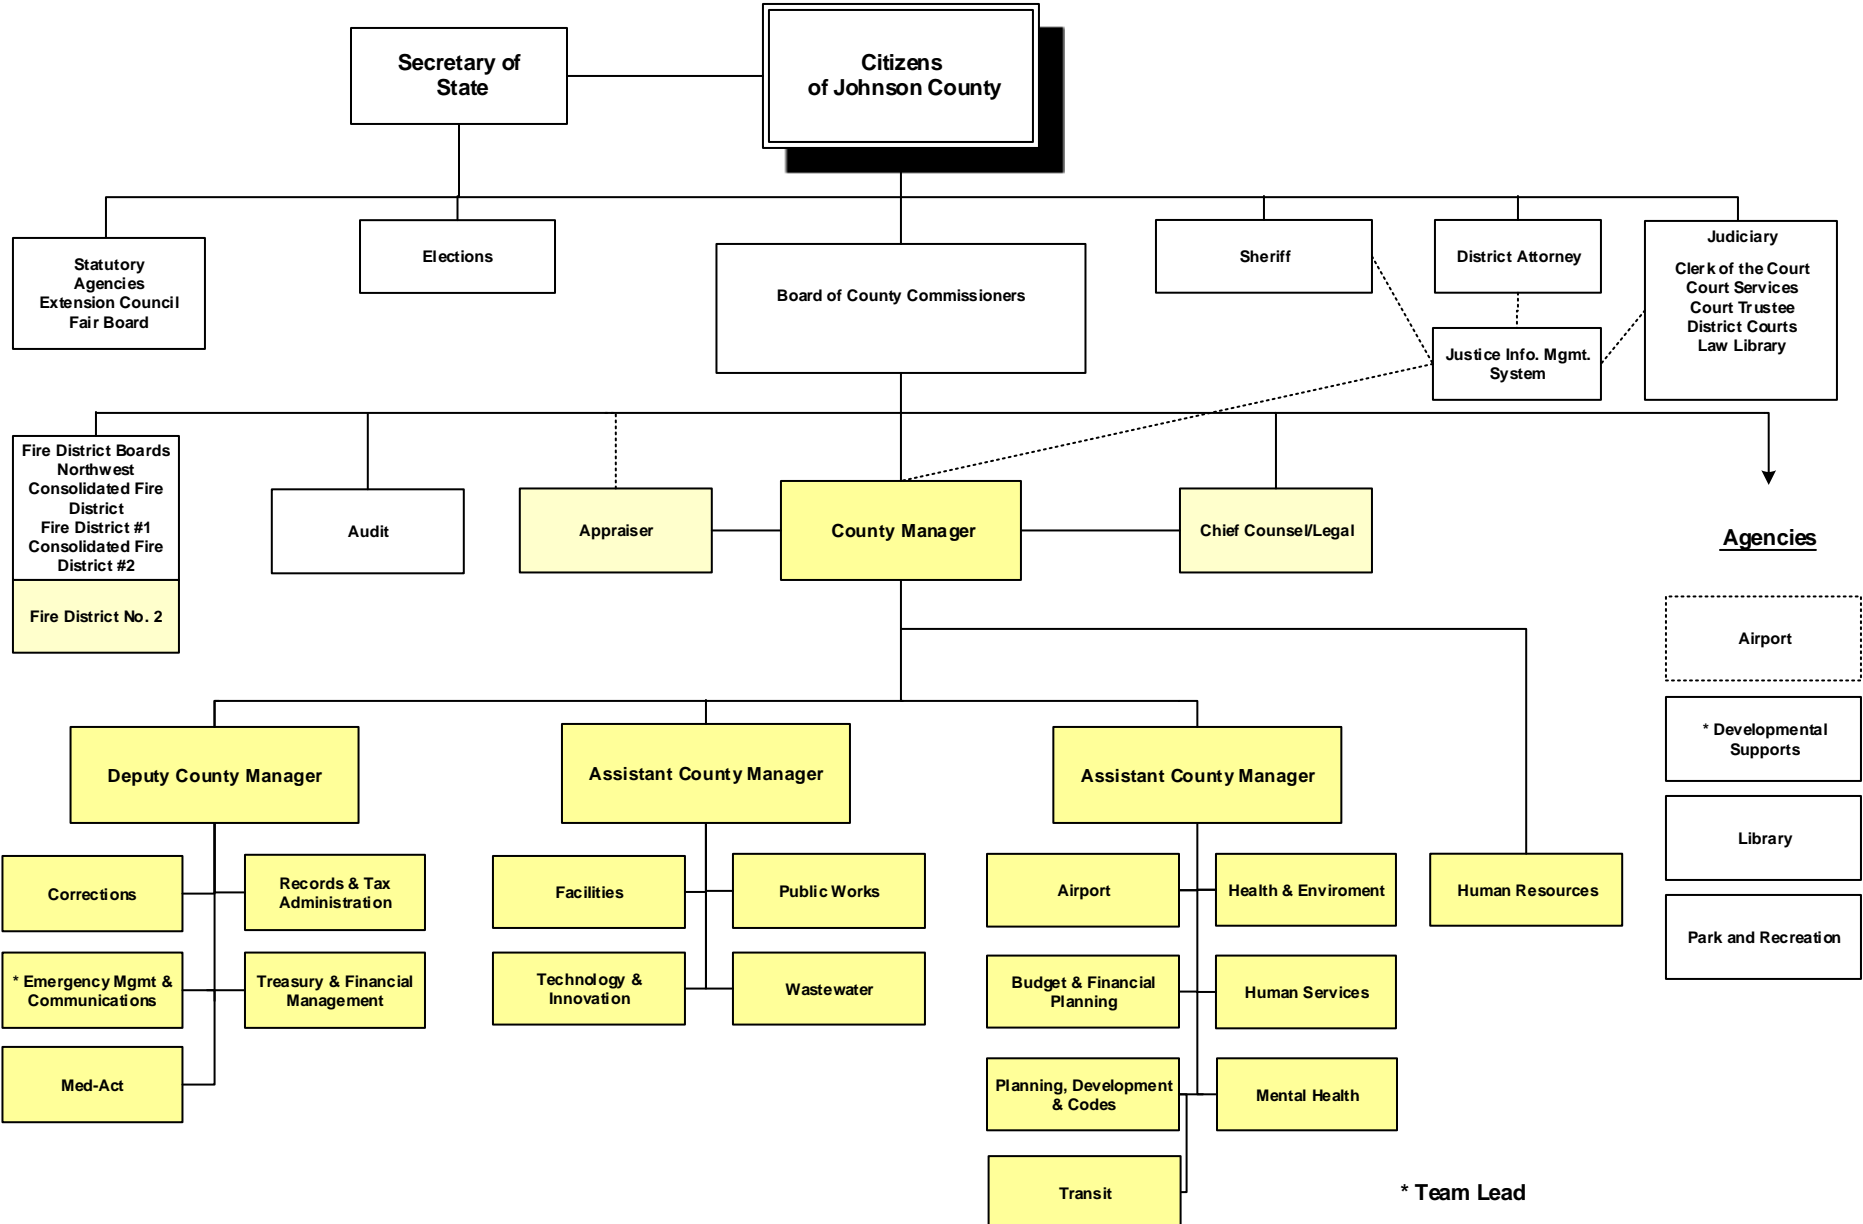 Secretary of
State
Citizens
of Johnson County
Statutory
Agencies
Extension Council
Fair Board
Elections
Board of County Commissioners
Sheriff
District Attorney
Judiciary
Clerk of the Court
Court Services
Court Trustee
District Courts
Law Library
Justice Info. Mgmt.
System
Fire District Boards
Northwest
Consolidated Fire
District
Fire District #1
Consolidated Fire
District #2
Fire District No. 2
Audit
Appraiser
County Manager
Chief Counsel/Legal
Agencies
Airport
* Developmental
Supports
Library
Park and Recreation
Deputy County Manager
Assistant County Manager
Assistant County Manager
Corrections
Records & Tax
Administration
* Emergency Mgmt &
Communications
Treasury & Financial
Management
Med-Act
Facilities
Public Works
Technology &
Innovation
Wastewater
Airport
Health & Enviroment
Budget & Financial
Planning
Human Services
Planning, Development
& Codes
Mental Health
Transit
Human Resources
* Team Lead